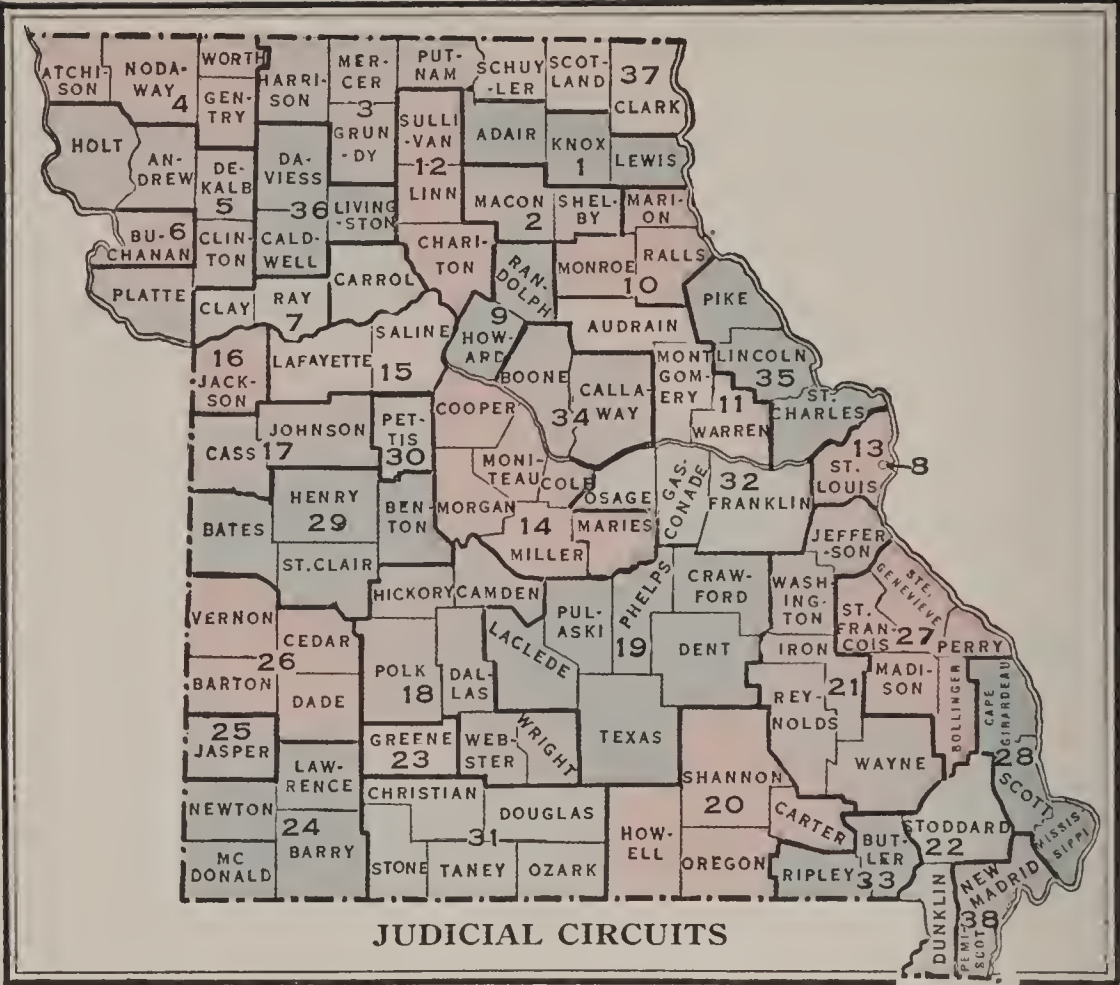 ATCHI-
SON
NODA-
WAY 4
WORTH
GEN-
TRY
HARRI-
SON
MER-
CER
3
GRUN
-DY
PUT-
NAM
SCHUY
-LER
SCOT-
LAND
37
CLARK
HOLT
AN-
DREW
DE-
KALB
5
DA-
VIESS
36
SULLI
-VAN
12
LINN
ADAIR
KNOX
1
LEWIS
LIVING
-STON
MACON
2
SHEL-
BY
MARI-
ON
BU- 6
CHANAN
CLIN-
TON
CALD-
WELL
CHARI-
TON
RAN-
DOLPH
MONROE
10
RALLS
PLATTE
CLAY
RAY
7
CARROL
PIKE
9
HOW-
ARD
AUDRAIN
16
JACK-
SON
LAFAYETTE
SALINE
15
BOONE
34
CALLA-
WAY
MONT
GOM-
ERY
LINCOLN
35
11
WARREN
ST.
CHARLES
CASS
JOHNSON
17
PET-
TIS
30
COOPER
MONI-
TEAU
COLE
OSAGE
GAS-
CONADE
32
FRANKLIN
13
ST.
LOUIS
8
BATES
HENRY
29
BEN-
TON
MORGAN
14
MILLER
MARIES
JEFFER
-SON
ST. CLAIR
HICKORY
CAMDEN
PUL-
ASKI
PHELPS
19
CRAW-
FORD
WASH-
ING-
TON
STE.
GENEVIEVE
VERNON
CEDAR
26
BARTON
DADE
POLK
18
DAL-
LAS
LACLEDE
DENT
IRON
ST.
FRAN-
COIS
27
PERRY
REY-
NOLDS
21
MADI-
SON
BOLLINGER
CAPE
GIRARDEAU
28
25
JASPER
LAW-
RENCE
GREENE
23
WEB-
STER
WRIGHT
TEXAS
SHANNON
20
WAYNE
SCOTT
MISSIS-
SIPPI
NEWTON
24
BARRY
MC
DONALD
CHRISTIAN
31
DOUGLAS
STONE
TANEY
OZARK
HOW-
ELL
OREGON
CARTER
RIPLEY
BUT-
LER
33
STODDARD
22
DUNKLIN
NEW
MADRID
38
PEMI-
SCOT
JUDICIAL CIRCUITS